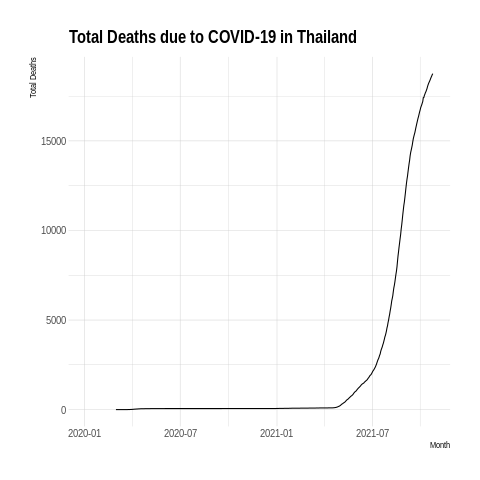 Total Deaths due to COVID-19 in Thailand
Total Deaths
15000
10000
5000
0
2020-01 2020-07 2021-01 2021-07
Month